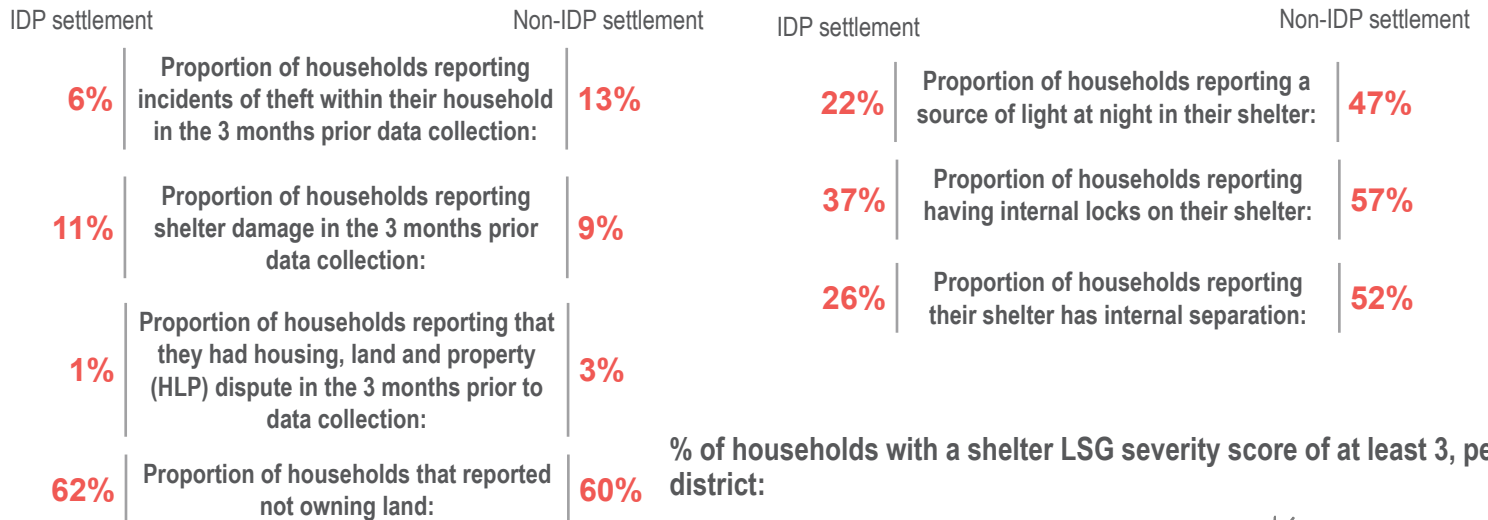 IDP settlement
Non-IDP settlement
6%
Proportion of households reporting
incidents of theft within their household
in the 3 months prior data collection:
13%
11%
Proportion of households reporting
shelter damage in the 3 months prior
data collection:
9%
1%
Proportion of households reporting that
they had housing, land and property
(HLP) dispute in the 3 months prior to
data collection:
3%
62%
Proportion of households that reported
not owning land:
60%
IDP settlement
Non-IDP settlement
22%
Proportion of households reporting a
source of light at night in their shelter:
47%
37%
Proportion of households reporting
having internal locks on their shelter:
57%
26%
Proportion of households reporting
their shelter has internal separation:
52%
% of households with a shelter LSG severity score of at least 3, pe
district: